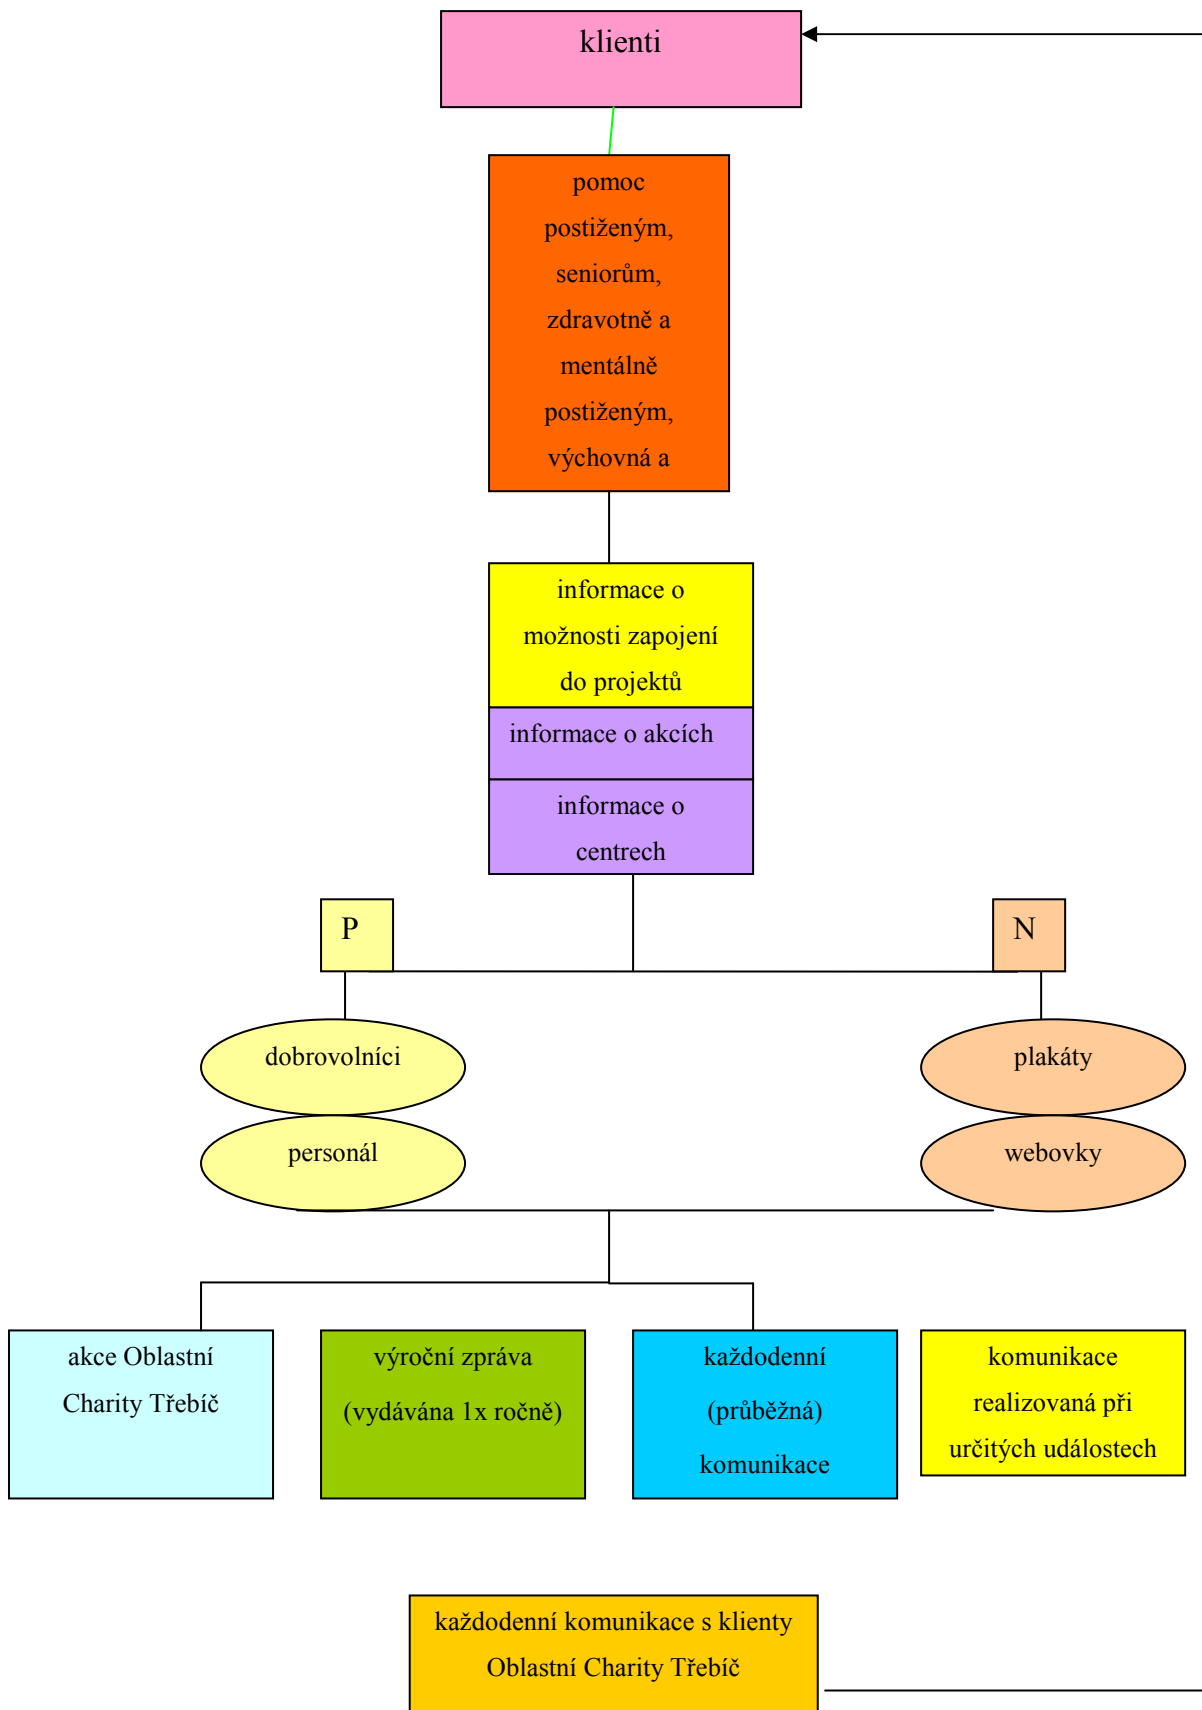 klienti
pomoc
postiženým,
seniorům,
zdravotně a
mentálně
postiženým,
výchovná a
informace o
možnosti zapojení
do projektů
informace o akcích
informace o
centrech
P
N
dobrovolníci
plakáty
personál
webovky
akce Oblastní
Charity Třebíč
výroční zpráva
(vydávána 1x ročně)
každodenní
(průběžná)
komunikace
komunikace
realizovaná při
určitých událostech
každodenní komunikace s klienty
Oblastní Charity Třebíč